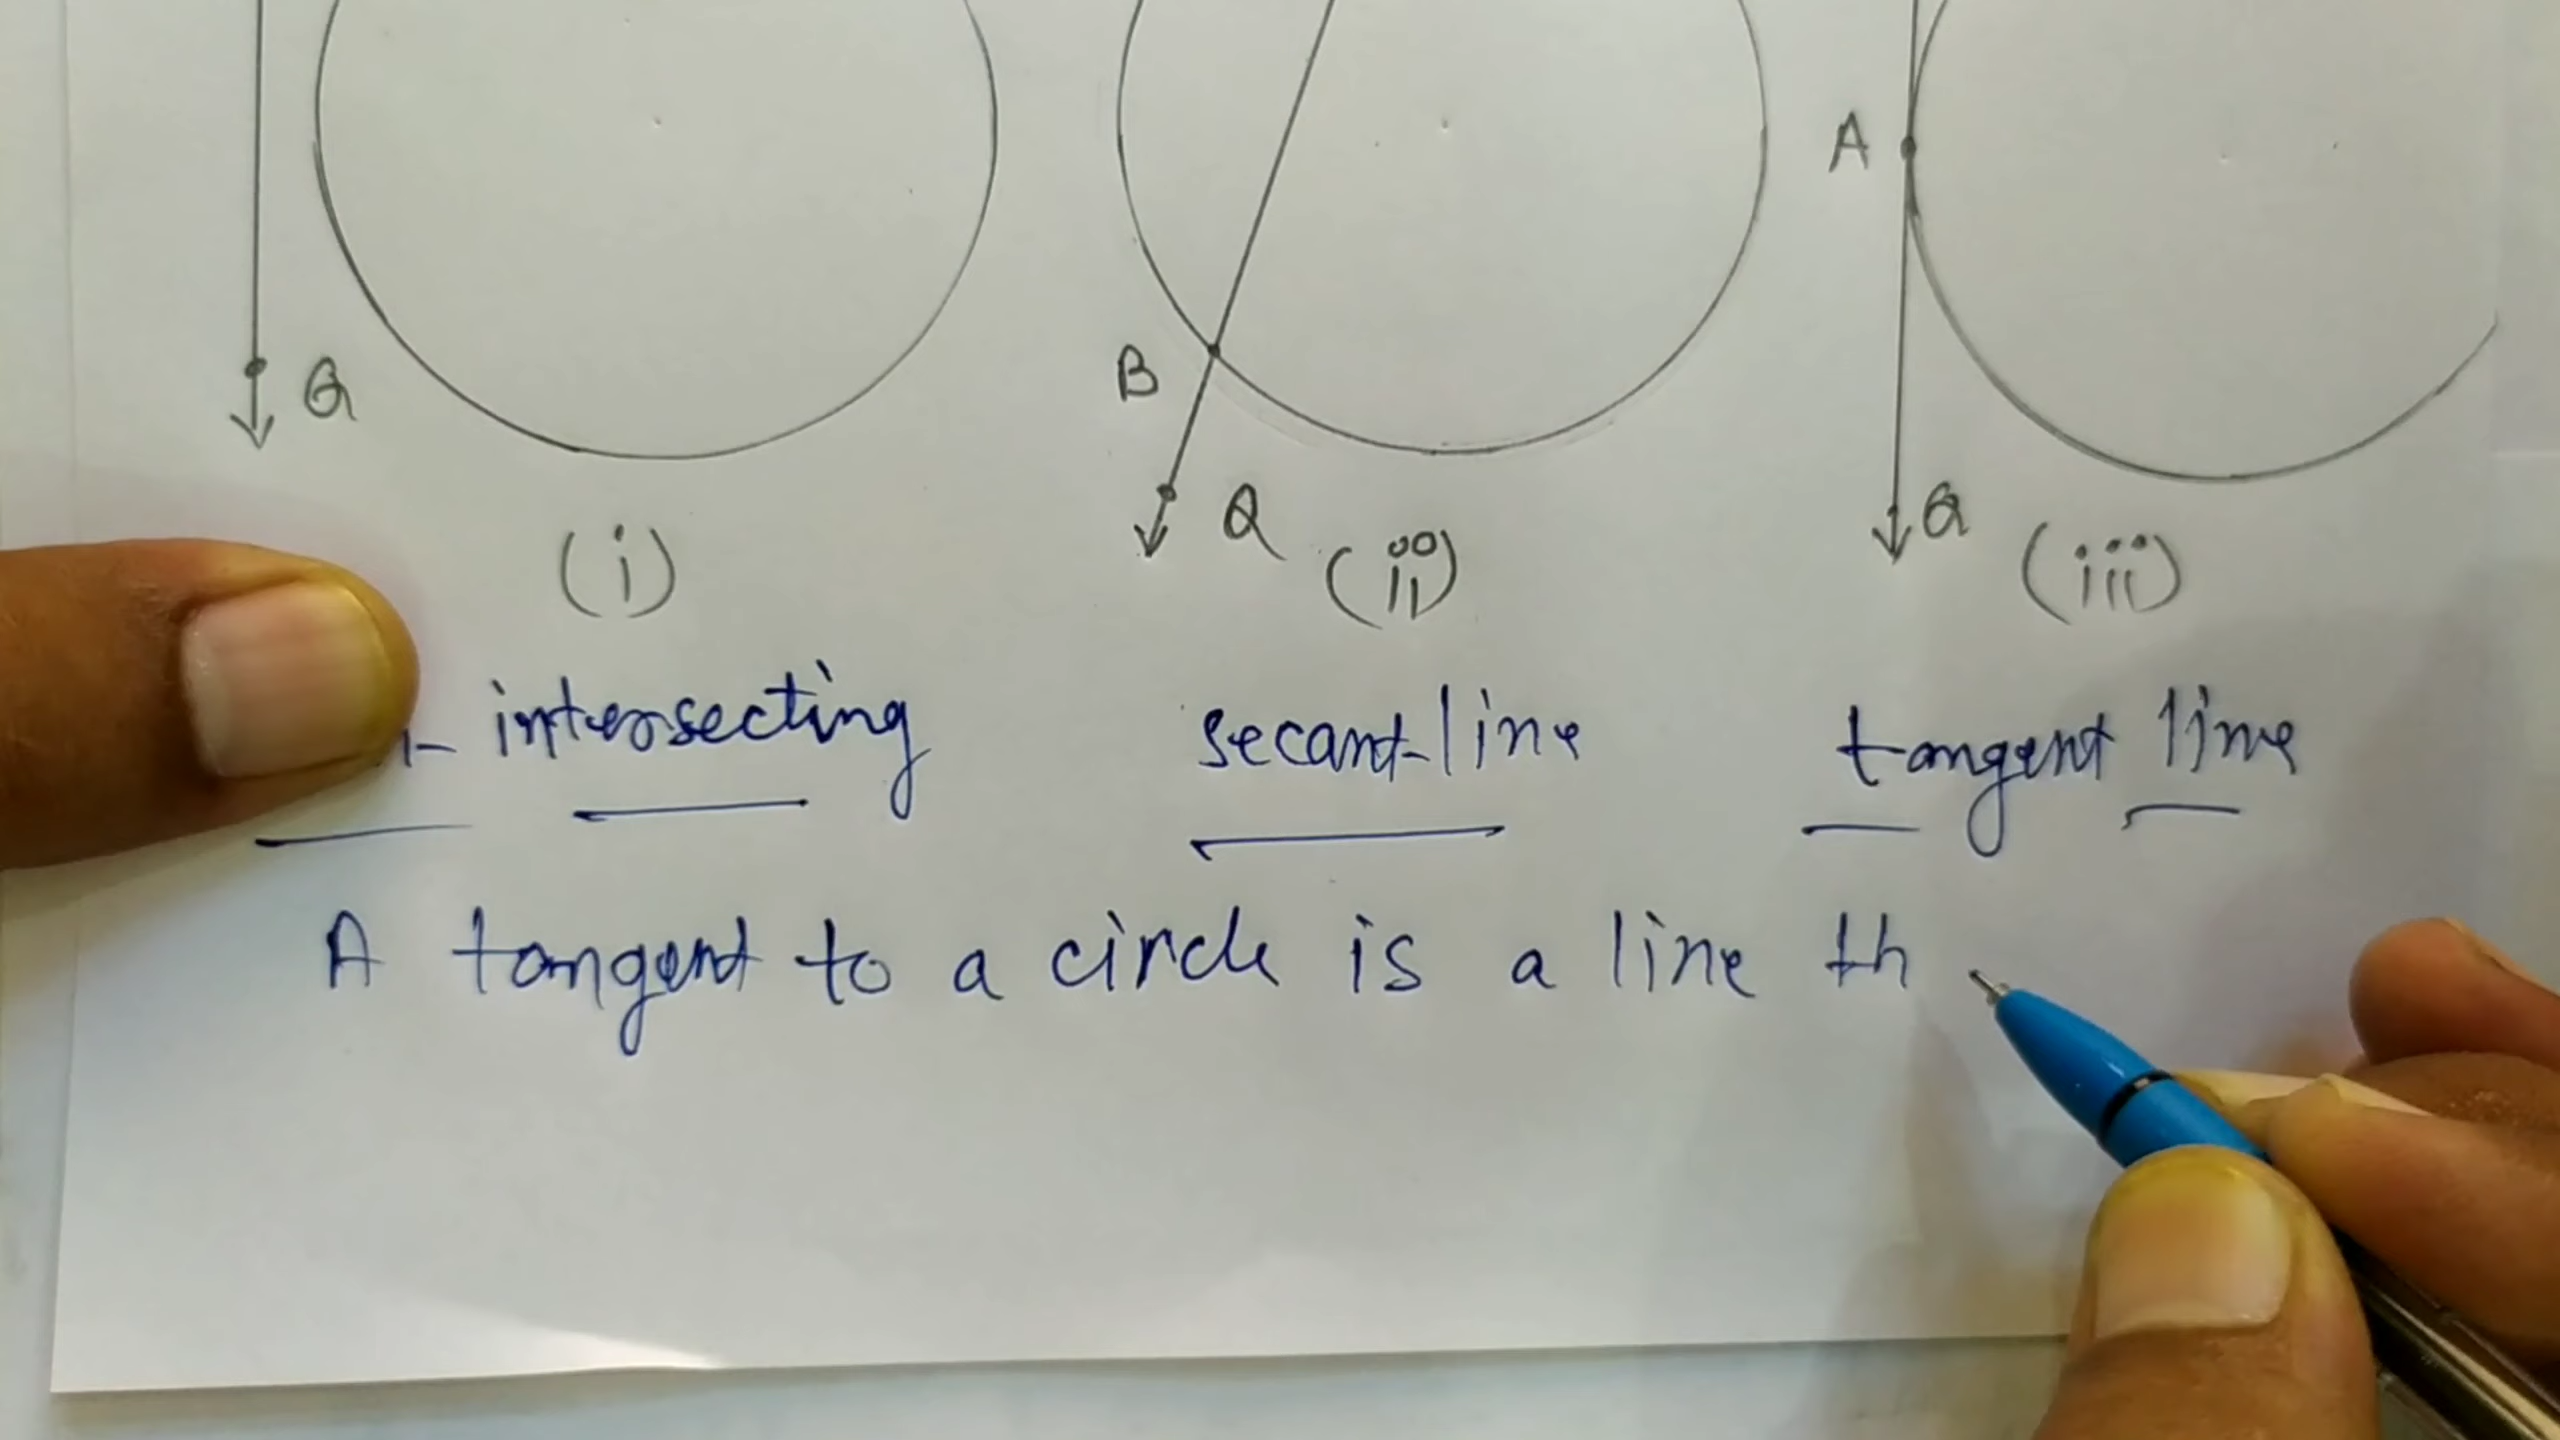 A
Q
B
Q
Q
(i)
(ii)
(iii)
intersecting
secant line
tangent line
A tangent to a circle is a line th